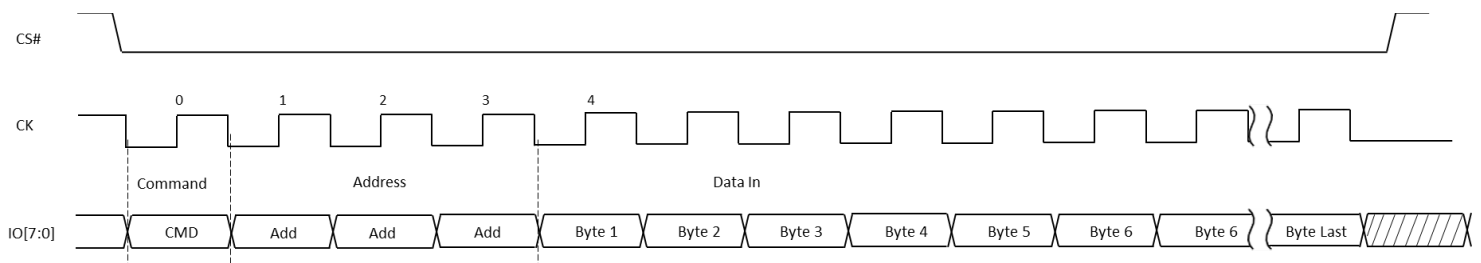 CS#
0 1 2 3 4
CK
Command Address Data In
IO[7:0] CMD Add Add Add Byte 1 Byte 2 Byte 3 Byte 4 Byte 5 Byte 6 Byte 6 Byte Last